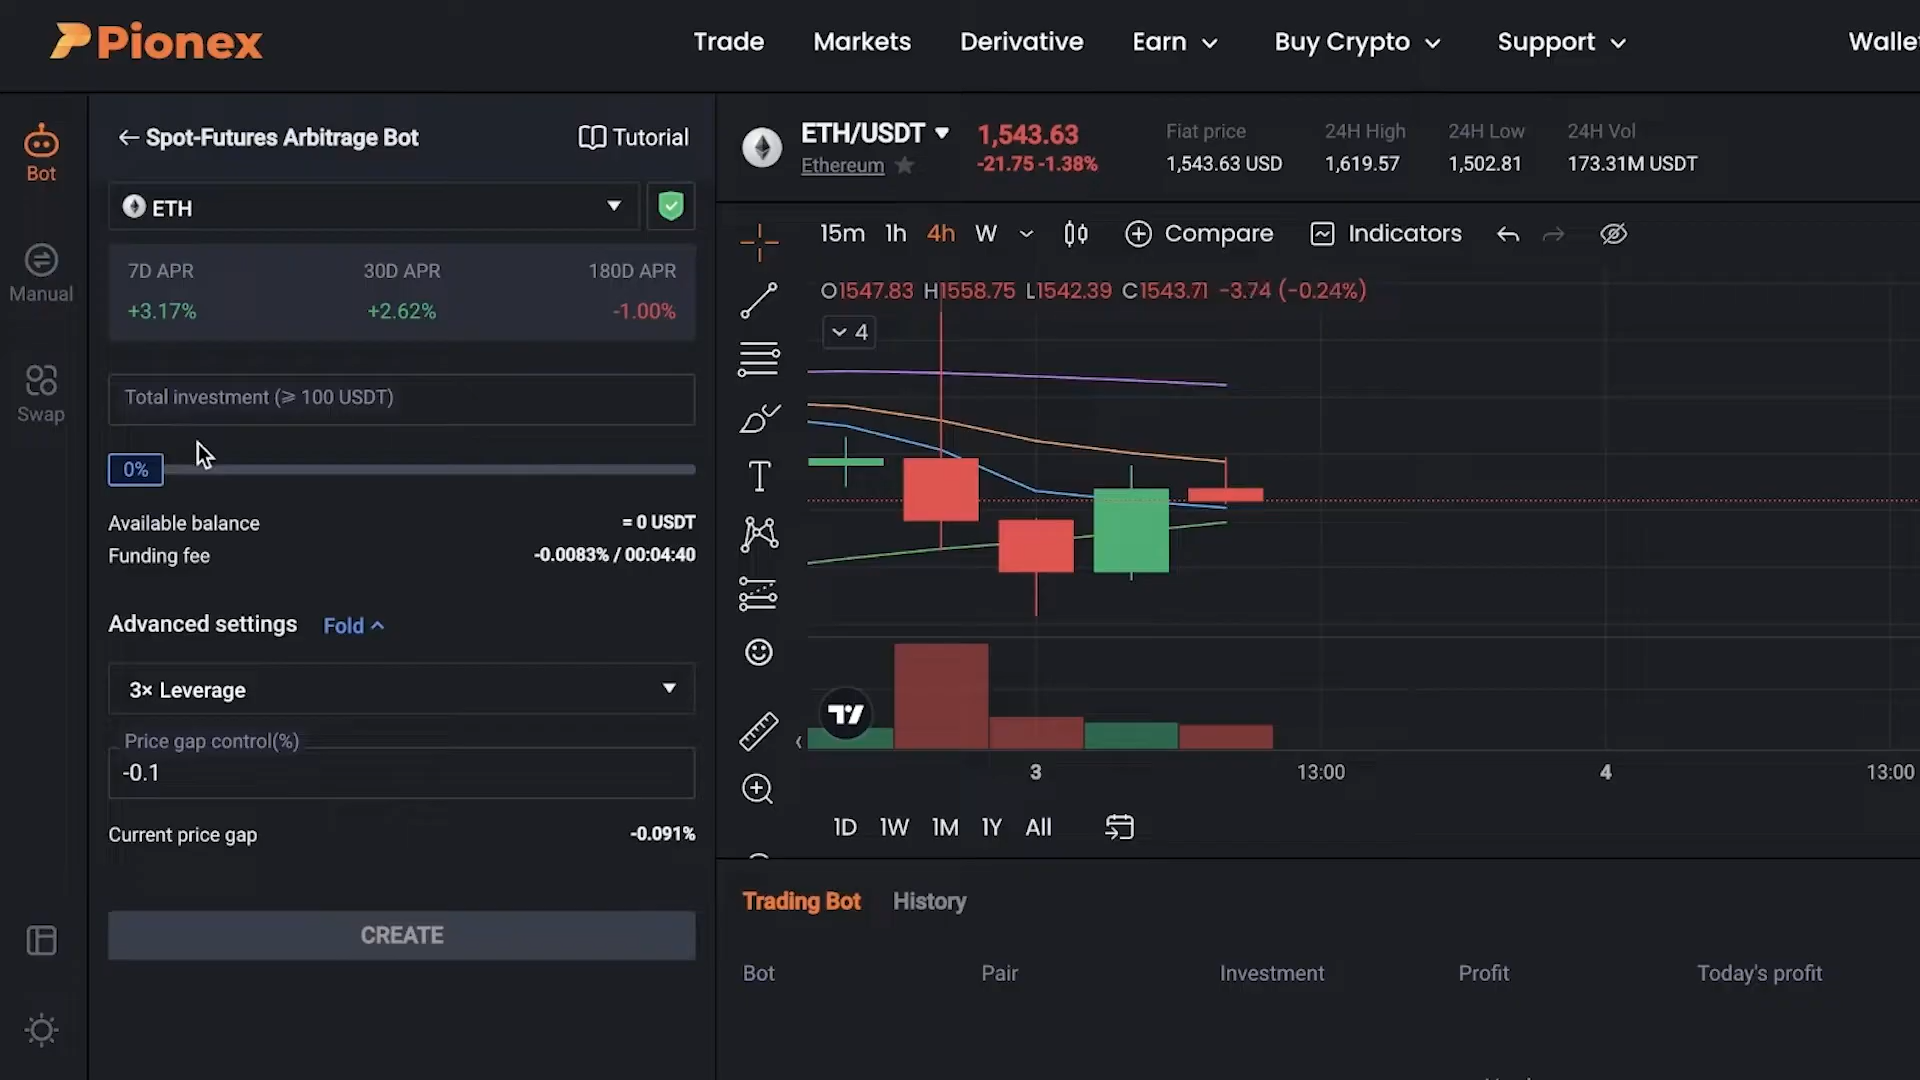 Pionex
Trade Markets Derivative Earn Buy Crypto Support Wallet
Bot
Manual
Swap
Spot-Futures Arbitrage Bot Tutorial
ETH
7D APR 30D APR 180D APR
+3.17% +2.62% -1.00%
Total investment (≥ 100 USDT)
0%
Available balance = 0 USDT
Funding fee -0.0083% / 00:04:40
Advanced settings Fold
3× Leverage
Price gap control(%)
-0.1
Current price gap -0.091%
CREATE
ETH/USDT 1,543.63 Fiat price 24H High 24H Low 24H Vol
Ethereum -21.75 -1.38% 1,543.63 USD 1,619.57 1,502.81 173.31M USDT
15m 1h 4h W Compare Indicators
O1547.83 H1558.75 L1542.39 C1543.71 -3.74 (-0.24%)
4
3 13:00 4 13:00
1D 1W 1M 1Y All
Trading Bot History
Bot Pair Investment Profit Today's profit